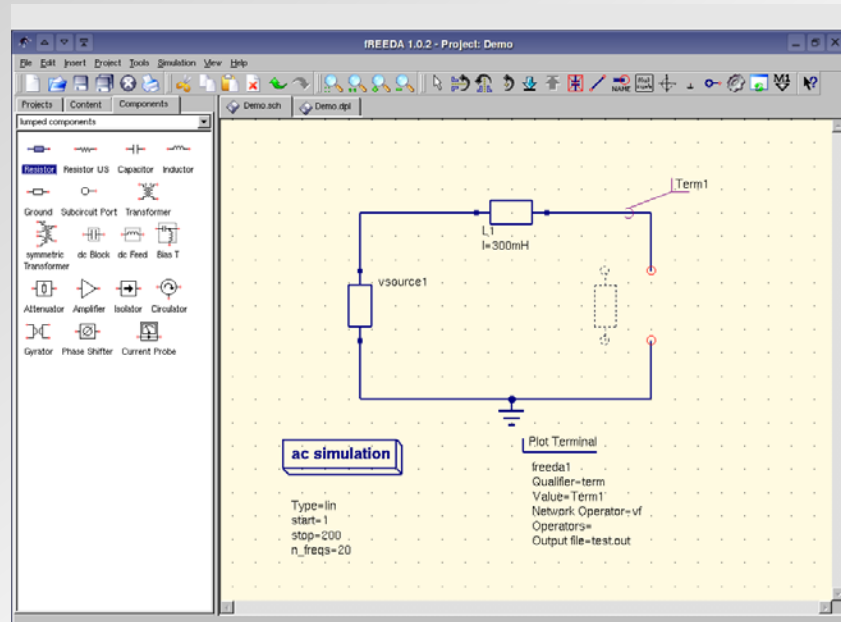 fREEDA 1.0.2 - Project: Demo
File Edit Insert Project Tools Simulation View Help
NAME
M1
Projects Content Components
Demo.sch Demo.dpl
lumped components
Resistor Resistor US Capacitor Inductor
Ground Subcircuit Port Transformer
symmetric Transformer dc Block dc Feed Bias T
Attenuator Amplifier Isolator Circulator
Gyrator Phase Shifter Current Probe
Term1
L1
l=300mH
vsource1
ac simulation
Type=lin
start=1
stop=200
n_freqs=20
Plot Terminal
freeda1
Qualifier=term
Value=Term1
Network Operator=vf
Operators=
Output file=test.out